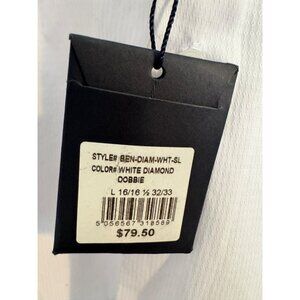 STYLE# BEN-DIAM-WHT-SL
COLOR# WHITE DIAMOND
DOBBIE
L 16/16 ½ 32/33
5 056567 318589
$79.50